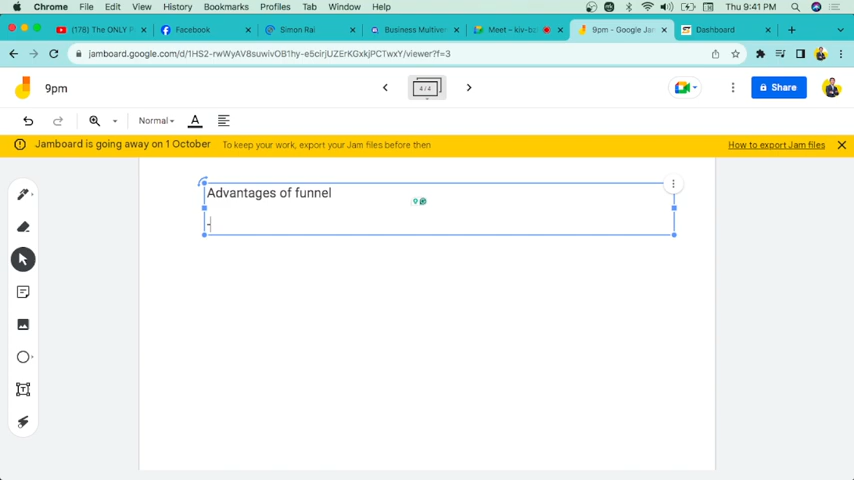 Chrome File Edit View History Bookmarks Profiles Tab Window Help Thu 9:41 PM
(178) The ONLY P
Facebook
Simon Rai
Business Multiver
Meet – kiv-bz
9pm - Google Jam
Dashboard
jamboard.google.com/d/1HS2-rwWyAV8suwivOB1hy-e5cirjUZErKGxkjPCTwxY/viewer?f=3
9pm
4 / 4
Share
Normal
Jamboard is going away on 1 October To keep your work, export your Jam files before then How to export Jam files
Advantages of funnel
-